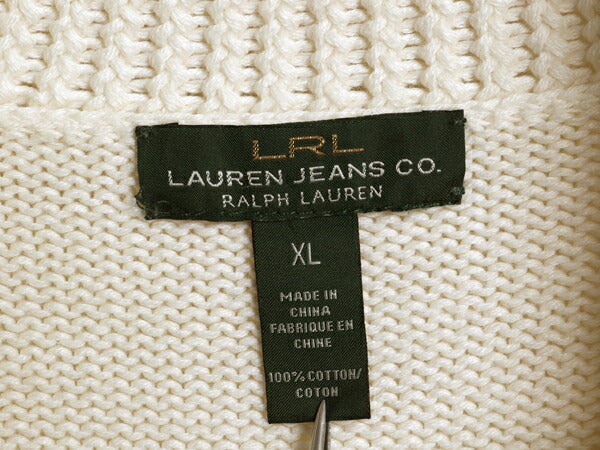 LRL
LAUREN JEANS CO.
RALPH LAUREN
XL
MADE IN
CHINA
FABRIQUE EN
CHINE
100% COTTON/
COTON